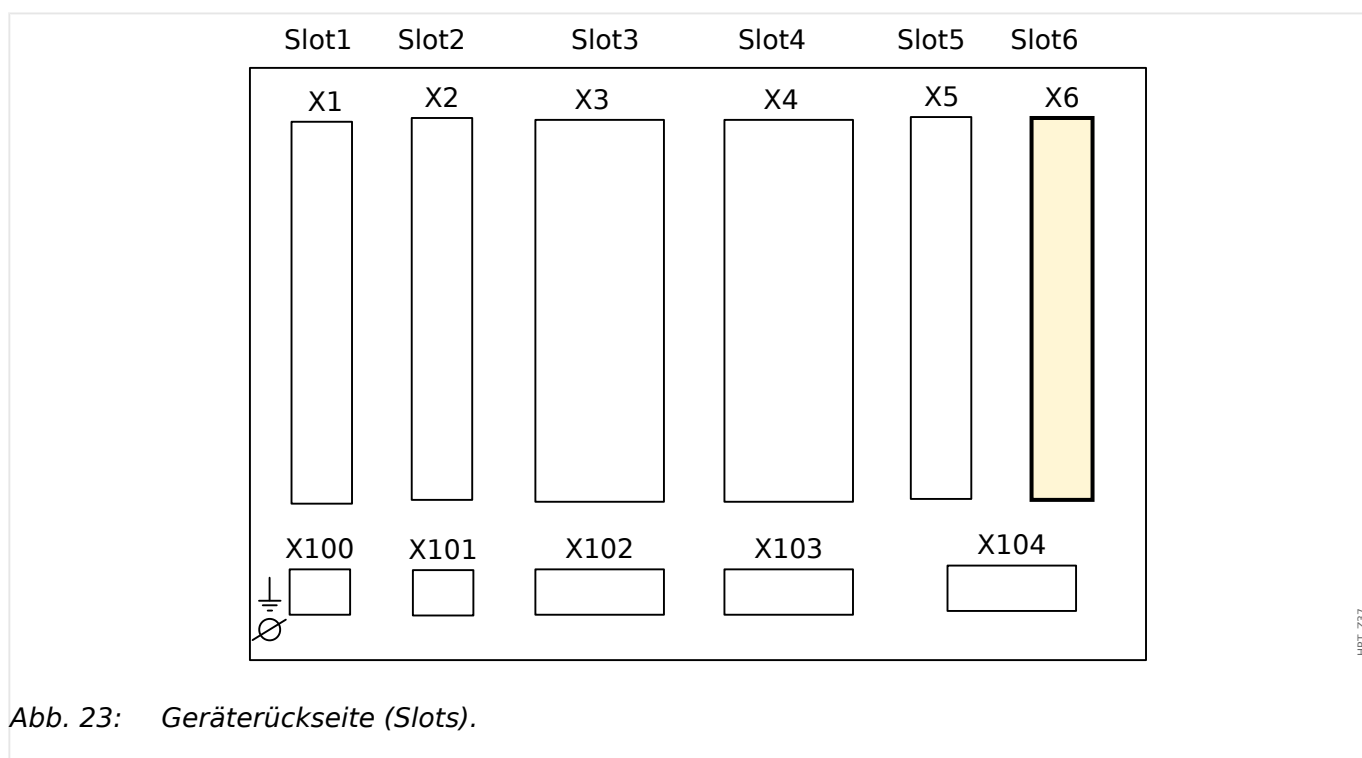 Slot1 Slot2 Slot3 Slot4 Slot5 Slot6
X1 X2 X3 X4 X5 X6
X100 X101 X102 X103 X104
Abb. 23: Geräterückseite (Slots).